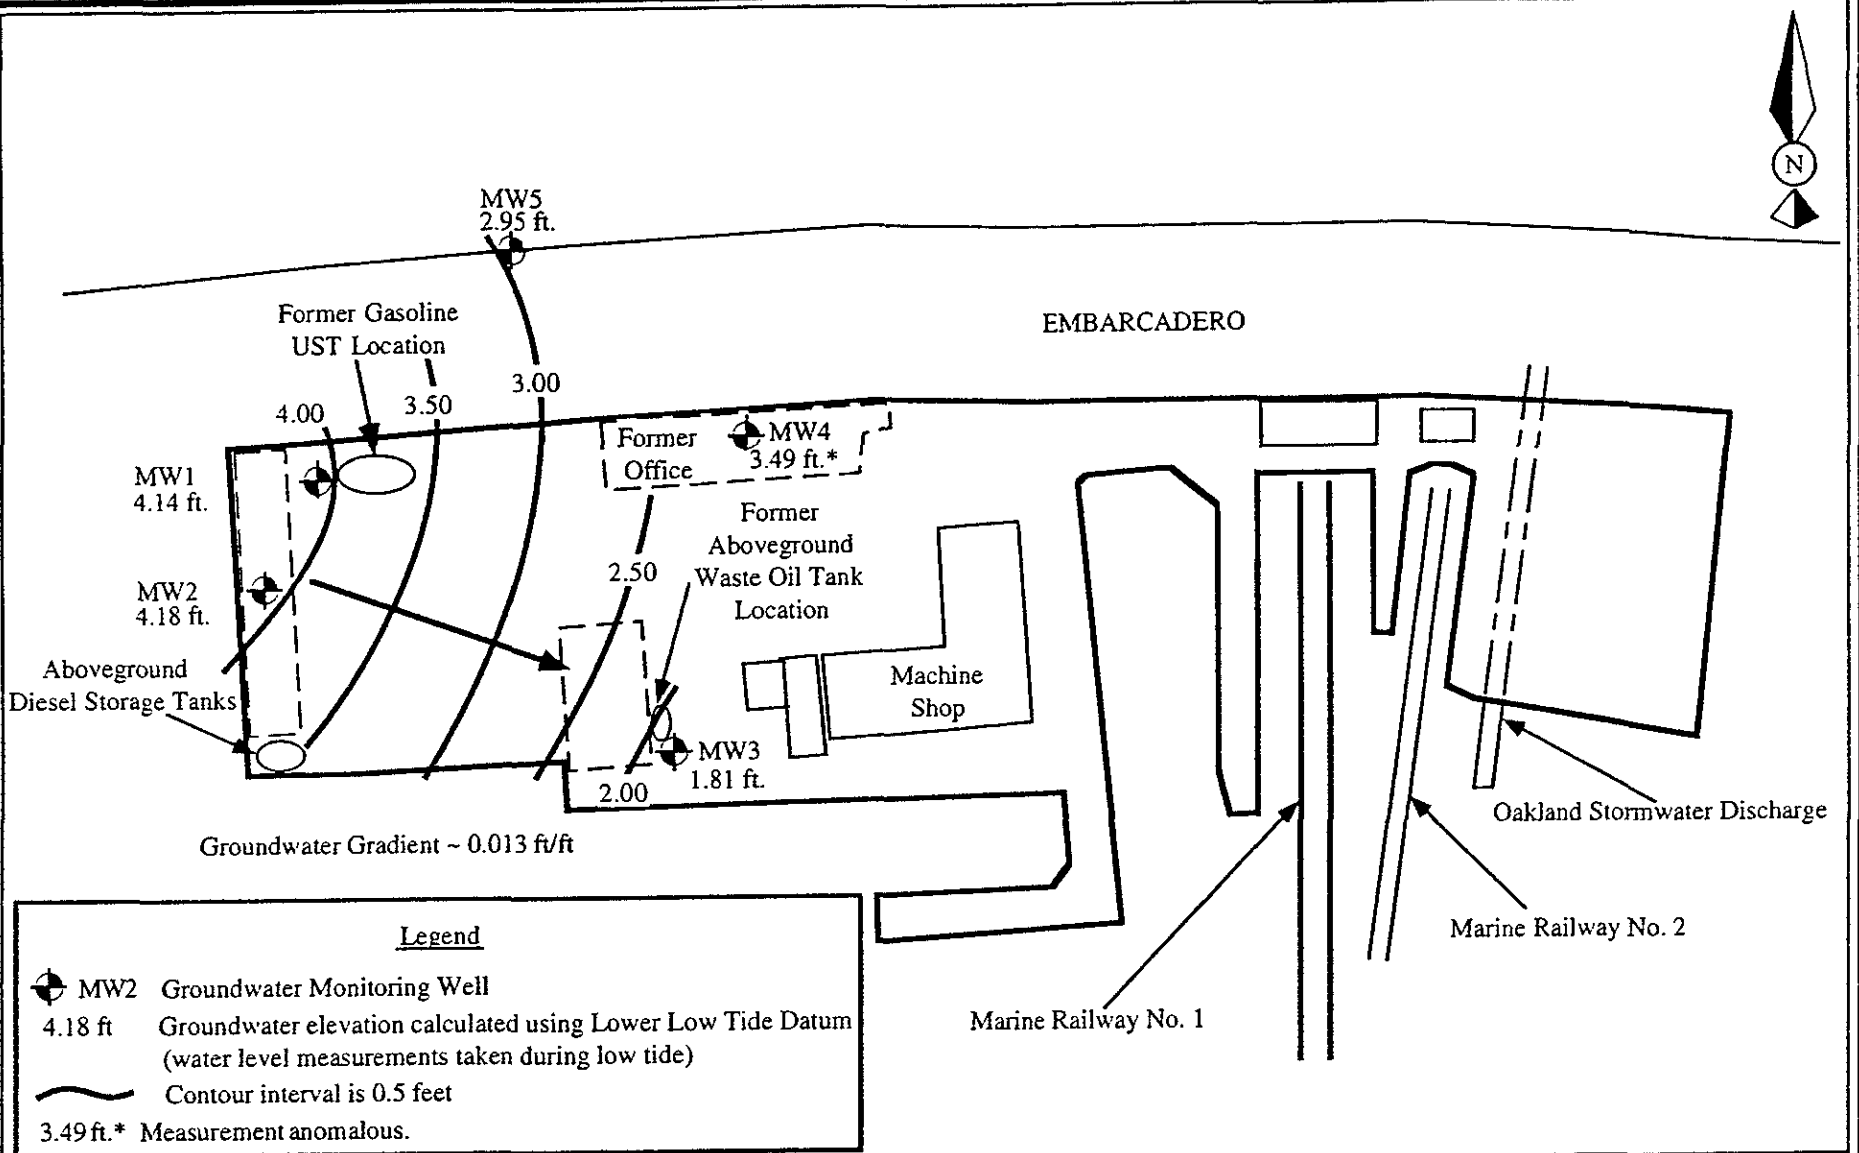 N
MW5
2.95 ft.
Former Gasoline
UST Location
EMBARCADERO
3.00
3.50
4.00
MW1
4.14 ft.
Former
Office
MW4
3.49 ft.*
Former
Aboveground
Waste Oil Tank
Location
2.50
MW2
4.18 ft.
Aboveground
Diesel Storage Tanks
Machine
Shop
MW3
1.81 ft.
2.00
Oakland Stormwater Discharge
Groundwater Gradient ~ 0.013 ft/ft
Marine Railway No. 2
Marine Railway No. 1
Legend
MW2 Groundwater Monitoring Well
4.18 ft Groundwater elevation calculated using Lower Low Tide Datum
(water level measurements taken during low tide)
Contour interval is 0.5 feet
3.49 ft.* Measurement anomalous.